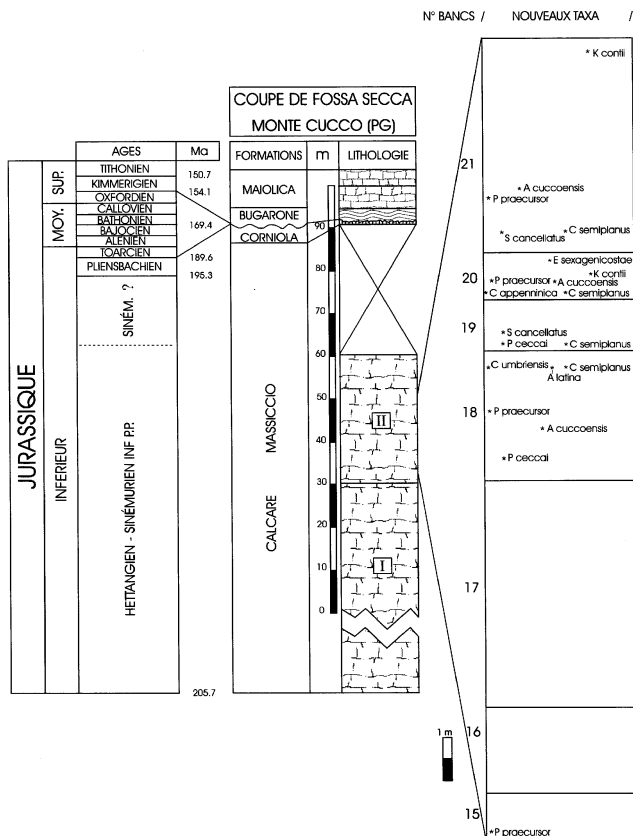 N° BANCS / NOUVEAUX TAXA /
COUPE DE FOSSA SECCA
MONTE CUCCO (PG)
AGES Ma
FORMATIONS m LITHOLOGIE
JURASSIQUE
SUP.
MOY.
INFERIEUR
TITHONIEN
150.7
KIMMERIGIEN
154.1
OXFORDIEN
CALLOVIEN
BATHONIEN
169.4
BAJOCIEN
ALENIEN
TOARCIEN
189.6
PLIENSBACHIEN
195.3
SINÉM. ?
HETTANGIEN - SINÉMURIEN INF P.P.
205.7
MAIOLICA
BUGARONE
CORNIOLA
CALCARE MASSICCIO
90
80
70
60
50
40
30
20
10
0
II
I
1 m
21
* K contii
* A cuccoensis
* P praecursor
* C semiplanus
* S cancellatus
20
* E sexagenicostae
* K contii
* P praecursor * A cuccoensis
* C appenninica * C semiplanus
19
* S cancellatus
* P ceccai * C semiplanus
18
* C umbriensis * C semiplanus
A latina
* P praecursor
* A cuccoensis
* P ceccai
17
16
15
* P praecursor